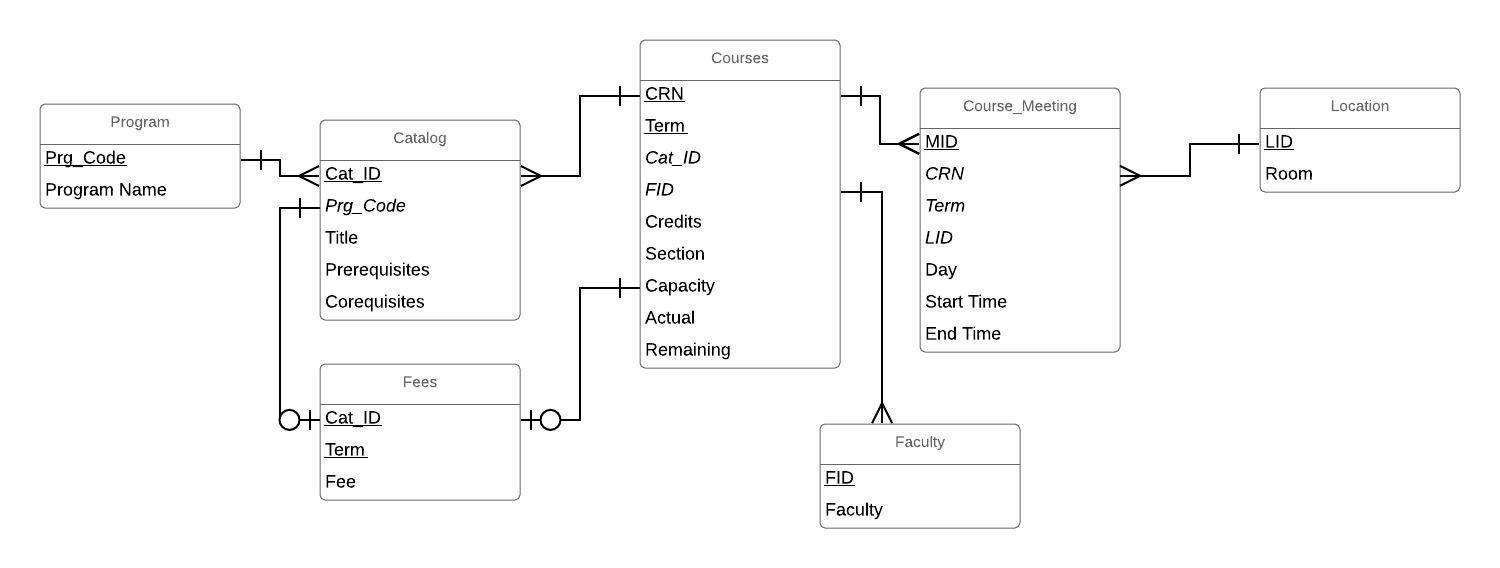 Program
Prg_Code
Program Name
Catalog
Cat_ID
Prg_Code
Title
Prerequisites
Corequisites
Fees
Cat_ID
Term
Fee
Courses
CRN
Term
Cat_ID
FID
Credits
Section
Capacity
Actual
Remaining
Course_Meeting
MID
CRN
Term
LID
Day
Start Time
End Time
Faculty
FID
Faculty
Location
LID
Room